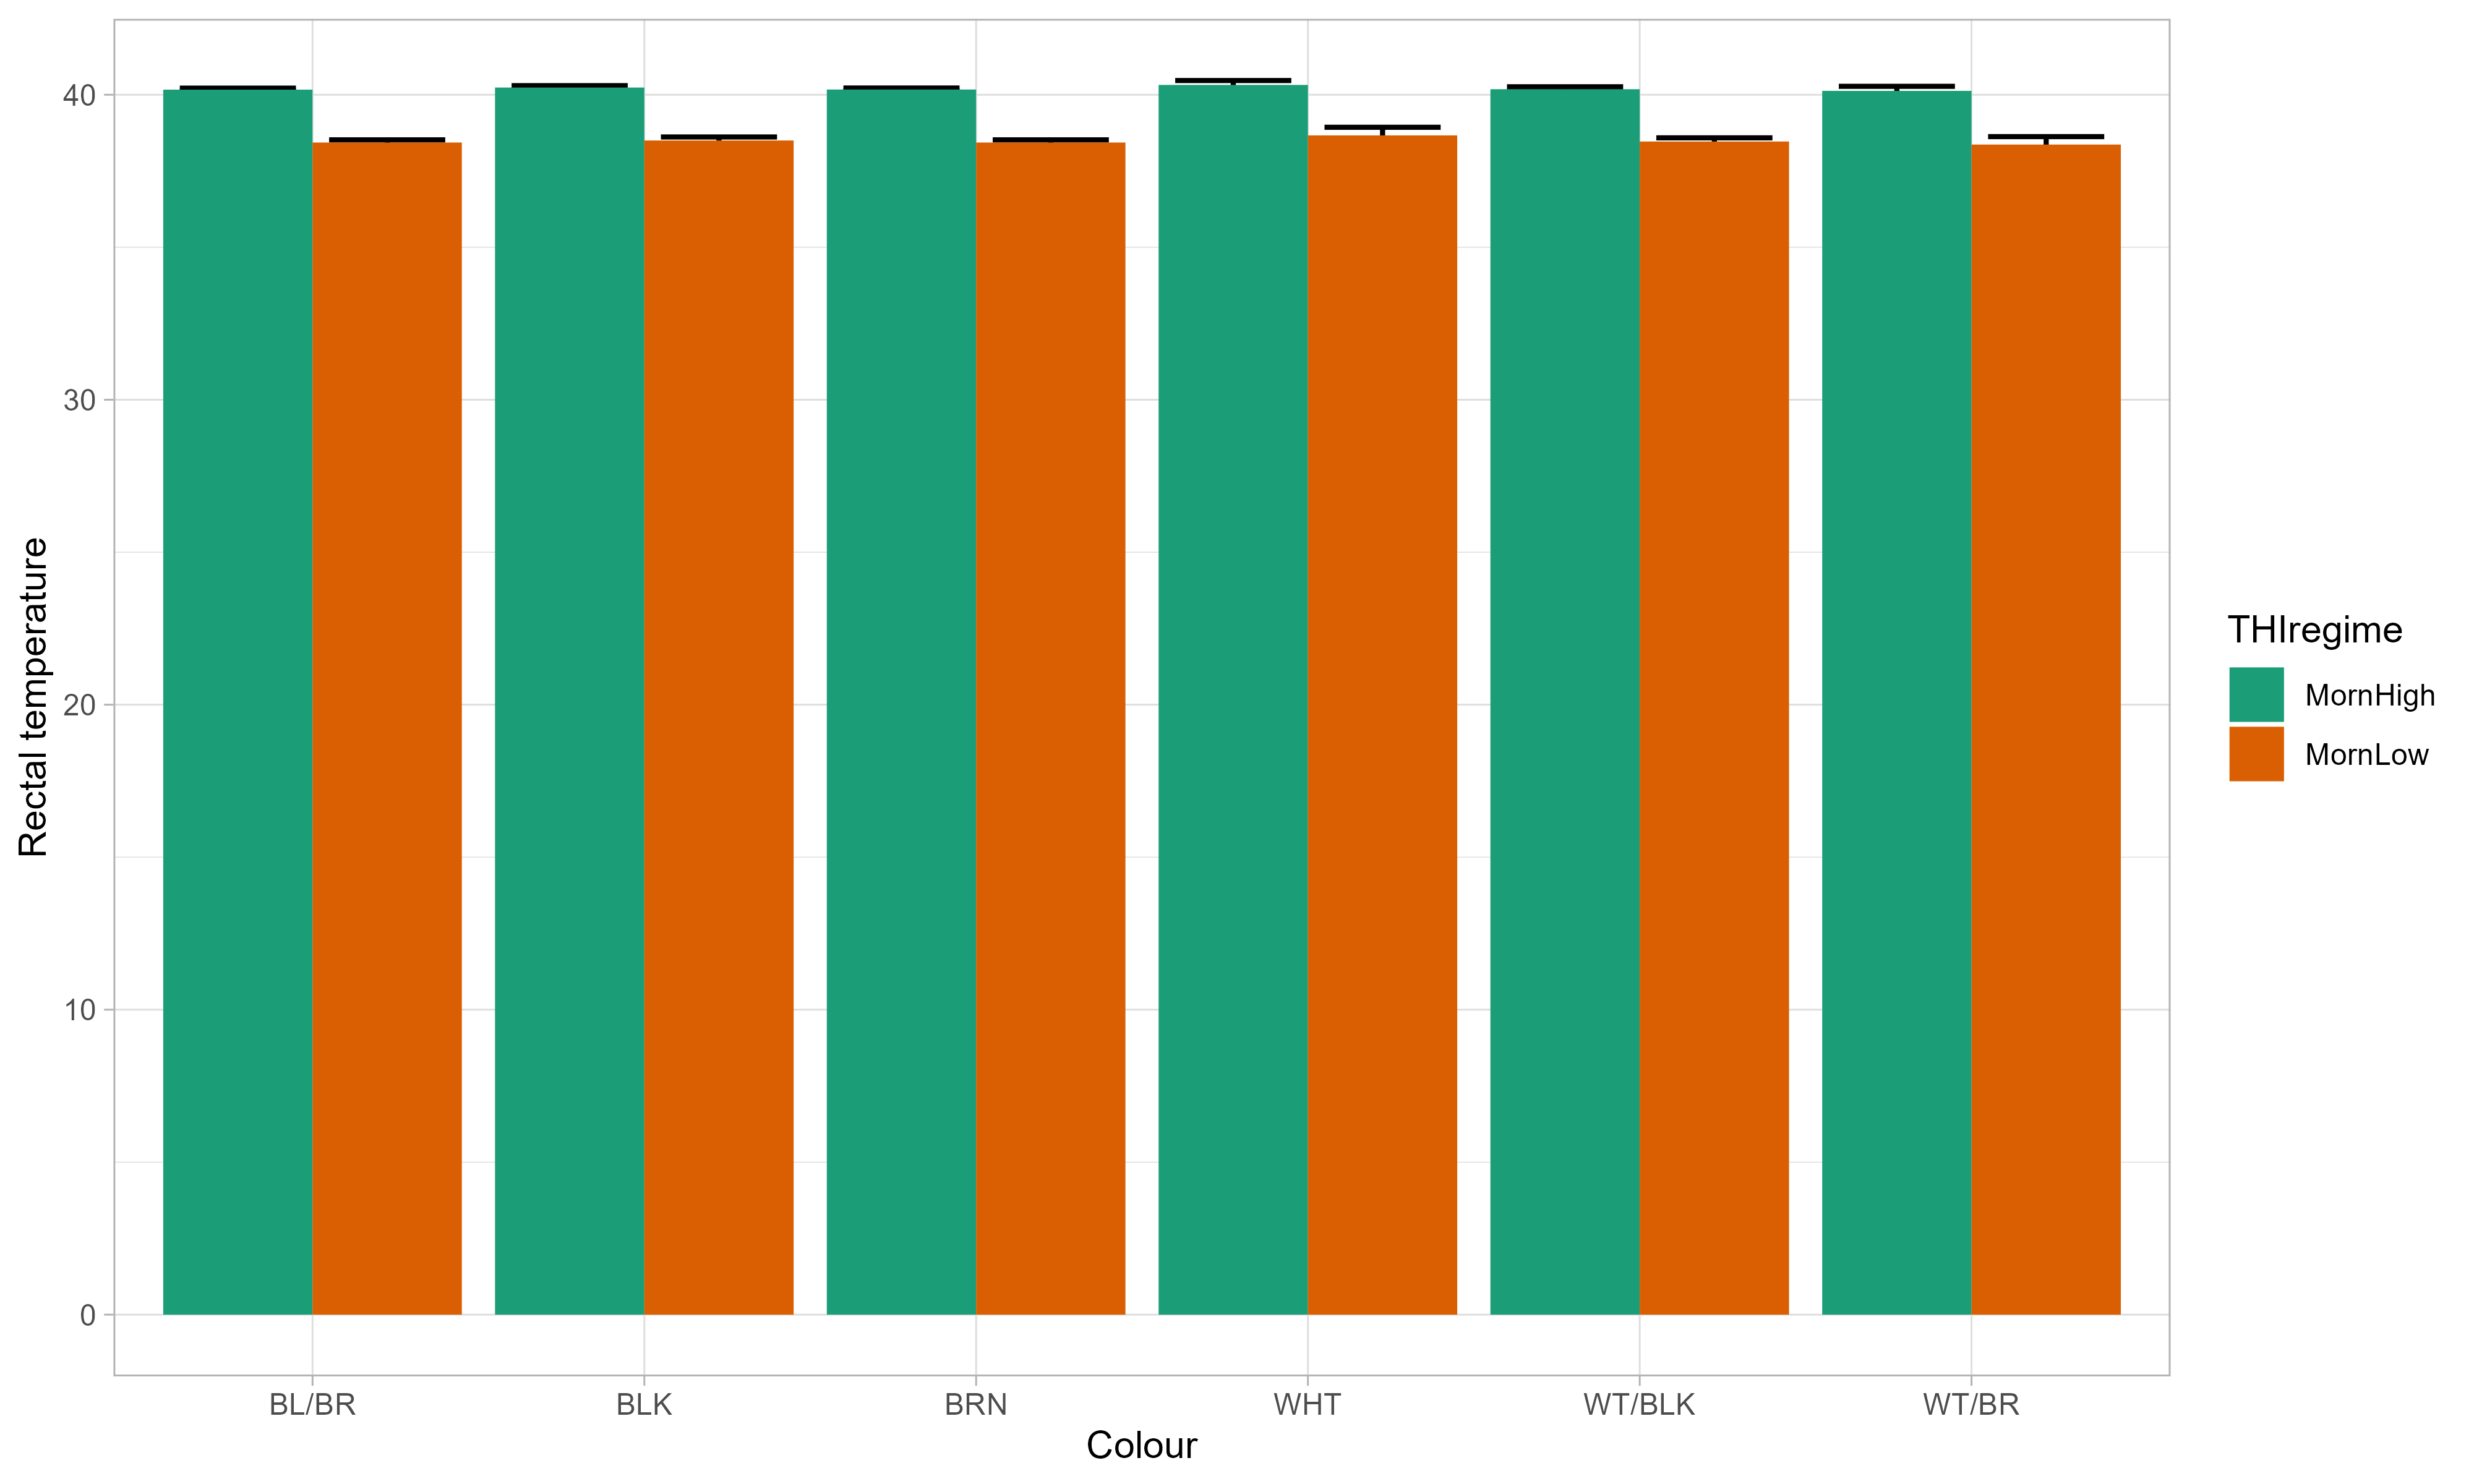 40
30
20
10
0
Rectal temperature
BL/BR BLK BRN WHT WT/BLK WT/BR
Colour
THIregime
MornHigh
MornLow